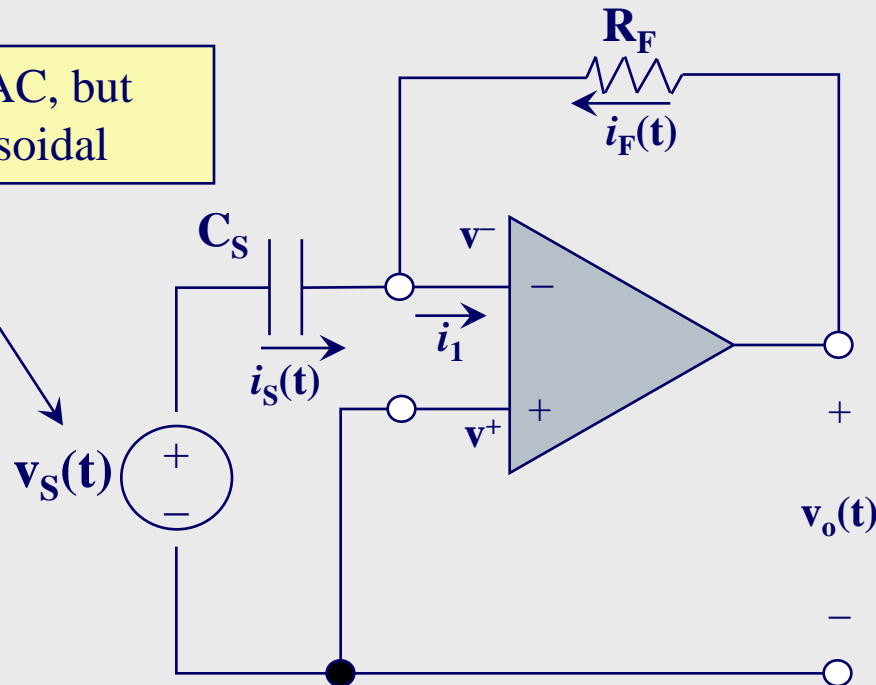 AC, but
soidal
R_F
i_F(t)
C_S
v⁻
−
i_1
i_S(t)
+
v⁺
+
v_S(t)
+
−
v_o(t)
−